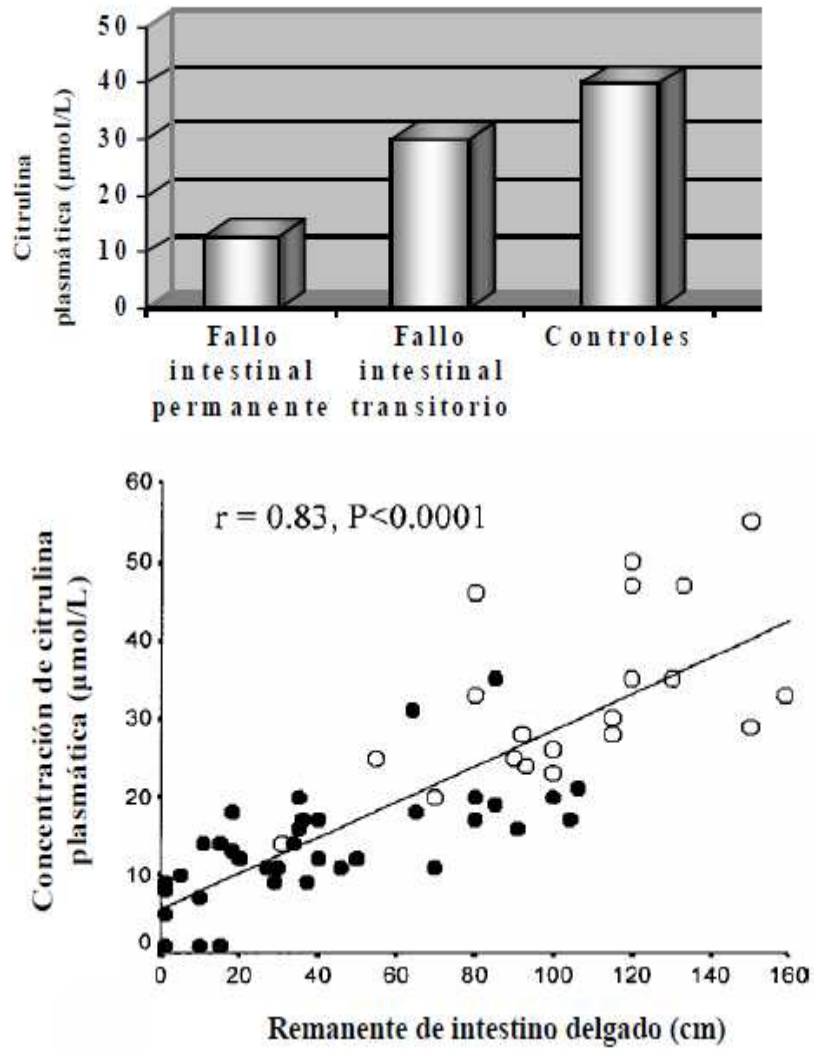 Citrulina
plasmática (µmol/L)
50
40
30
20
10
0
Fallo
intestinal
permanente
Fallo
intestinal
transitorio
Controles
Concentración de citrulina
plasmática (µmol/L)
r = 0.83, P<0.0001
60
50
40
30
20
10
0
0 20 40 60 80 100 120 140 160
Remanente de intestino delgado (cm)